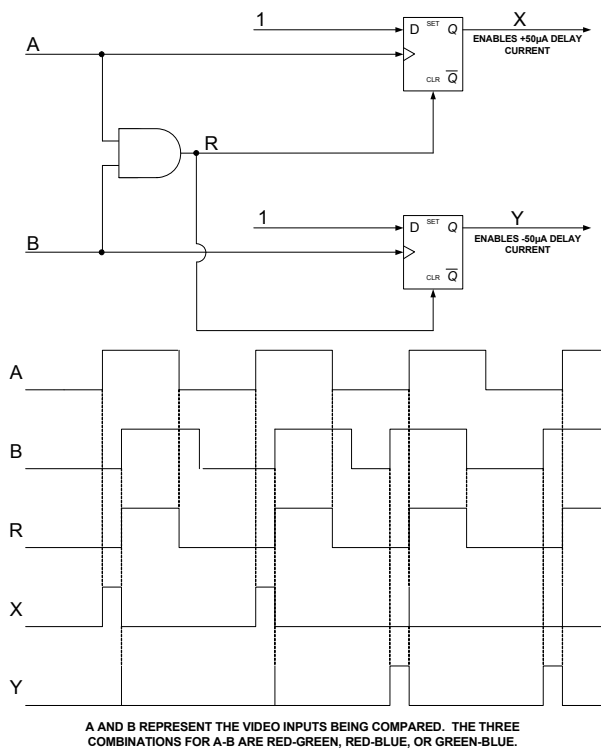 1
D
SET
Q
X
ENABLES +50µA DELAY
CURRENT
A
CLR
Q
R
1
D
SET
Q
Y
ENABLES -50µA DELAY
CURRENT
B
CLR
Q
A
B
R
X
Y
A AND B REPRESENT THE VIDEO INPUTS BEING COMPARED. THE THREE
COMBINATIONS FOR A-B ARE RED-GREEN, RED-BLUE, OR GREEN-BLUE.